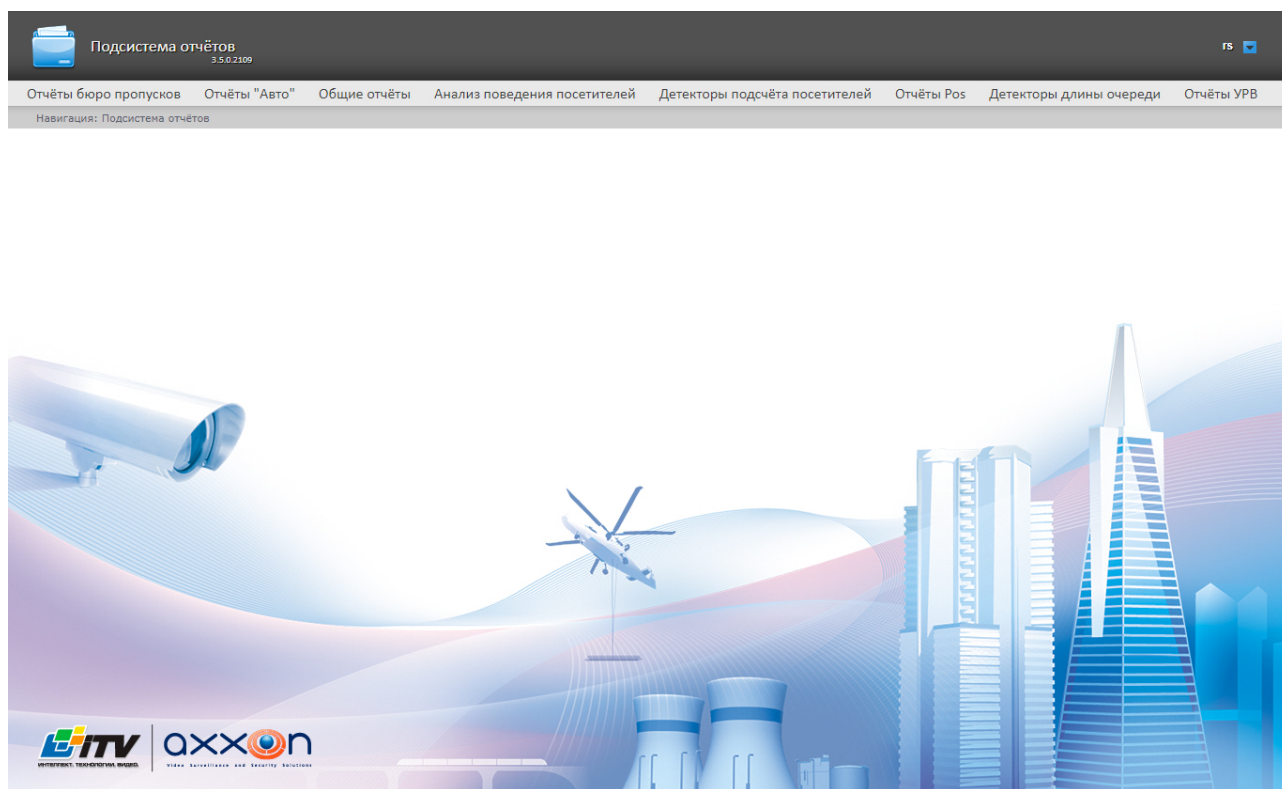 Подсистема отчётов
3.5.0.2109
rs
Отчёты бюро пропусков Отчёты "Авто" Общие отчёты Анализ поведения посетителей Детекторы подсчёта посетителей Отчёты Pos Детекторы длины очереди Отчёты УРВ
Навигация: Подсистема отчётов
iTV
ИНТЕЛЛЕКТ. ТЕХНОЛОГИИ. ВИДЕО.
axxon
Video Surveillance and Security Solutions